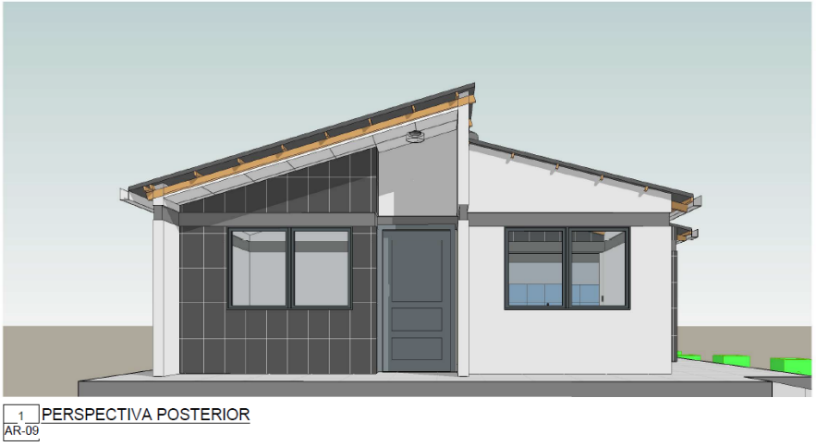 1 PERSPECTIVA POSTERIOR
AR-09